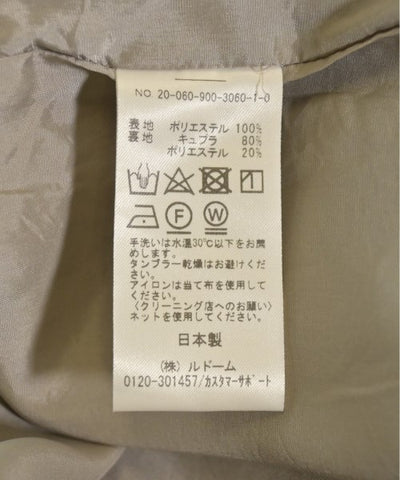 NO. 20-060-900-3060-1-0
表地 ポリエステル 100%
裏地 キュプラ 80%
ポリエステル 20%
F W
手洗いは水温30℃以下をお薦
めします。
タンブラー乾燥はお避けくださ
い。
アイロンは当て布を使用して
ください。
〈クリーニング店へのお願い〉
ネットを使用してください。
日本製
(株) ルドーム
0120-301457/カスタマーサポート